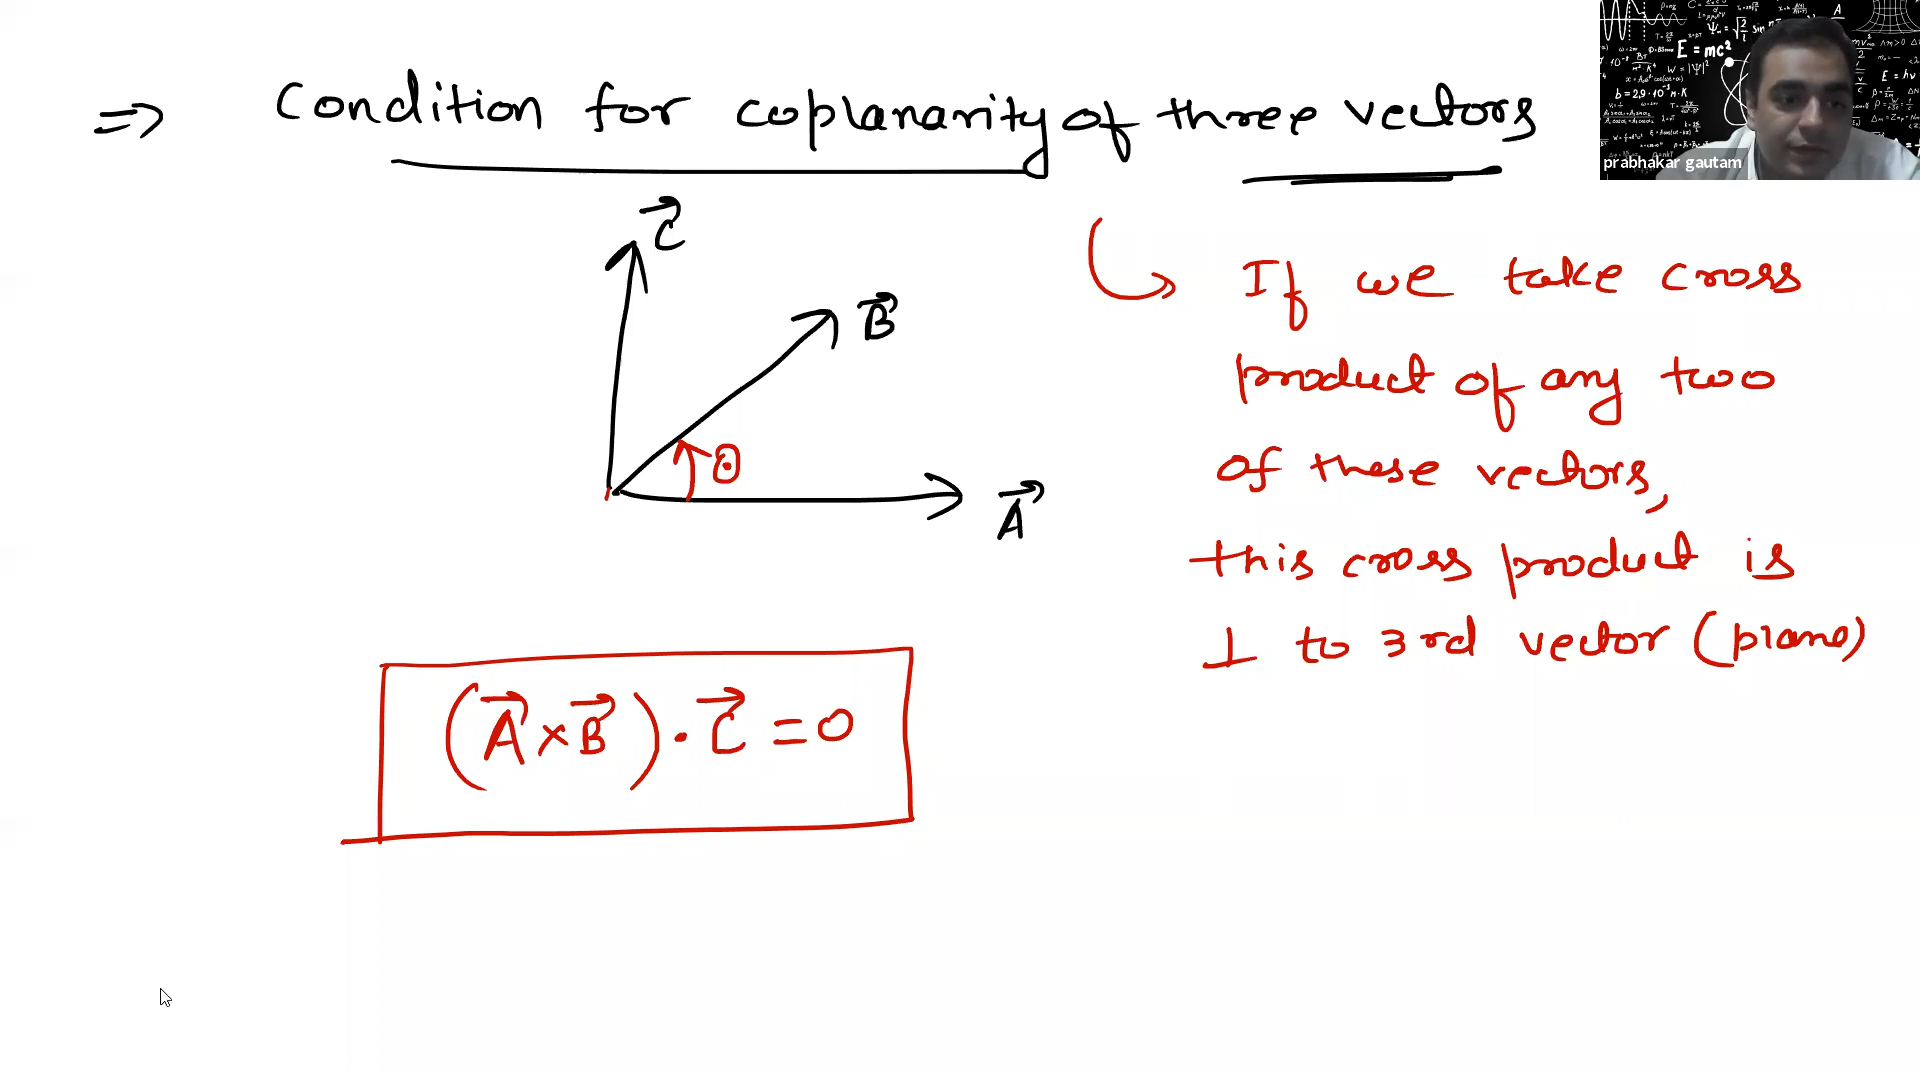 => Condition for coplanarity of three vectors
C⃗
B⃗
⊙
A⃗
If we take cross
product of any two
of these vectors,
this cross product is
⊥ to 3rd vector (plane)
(A⃗ × B⃗) · C⃗ = 0
E = mc²
E = hν
prabhakar gautam